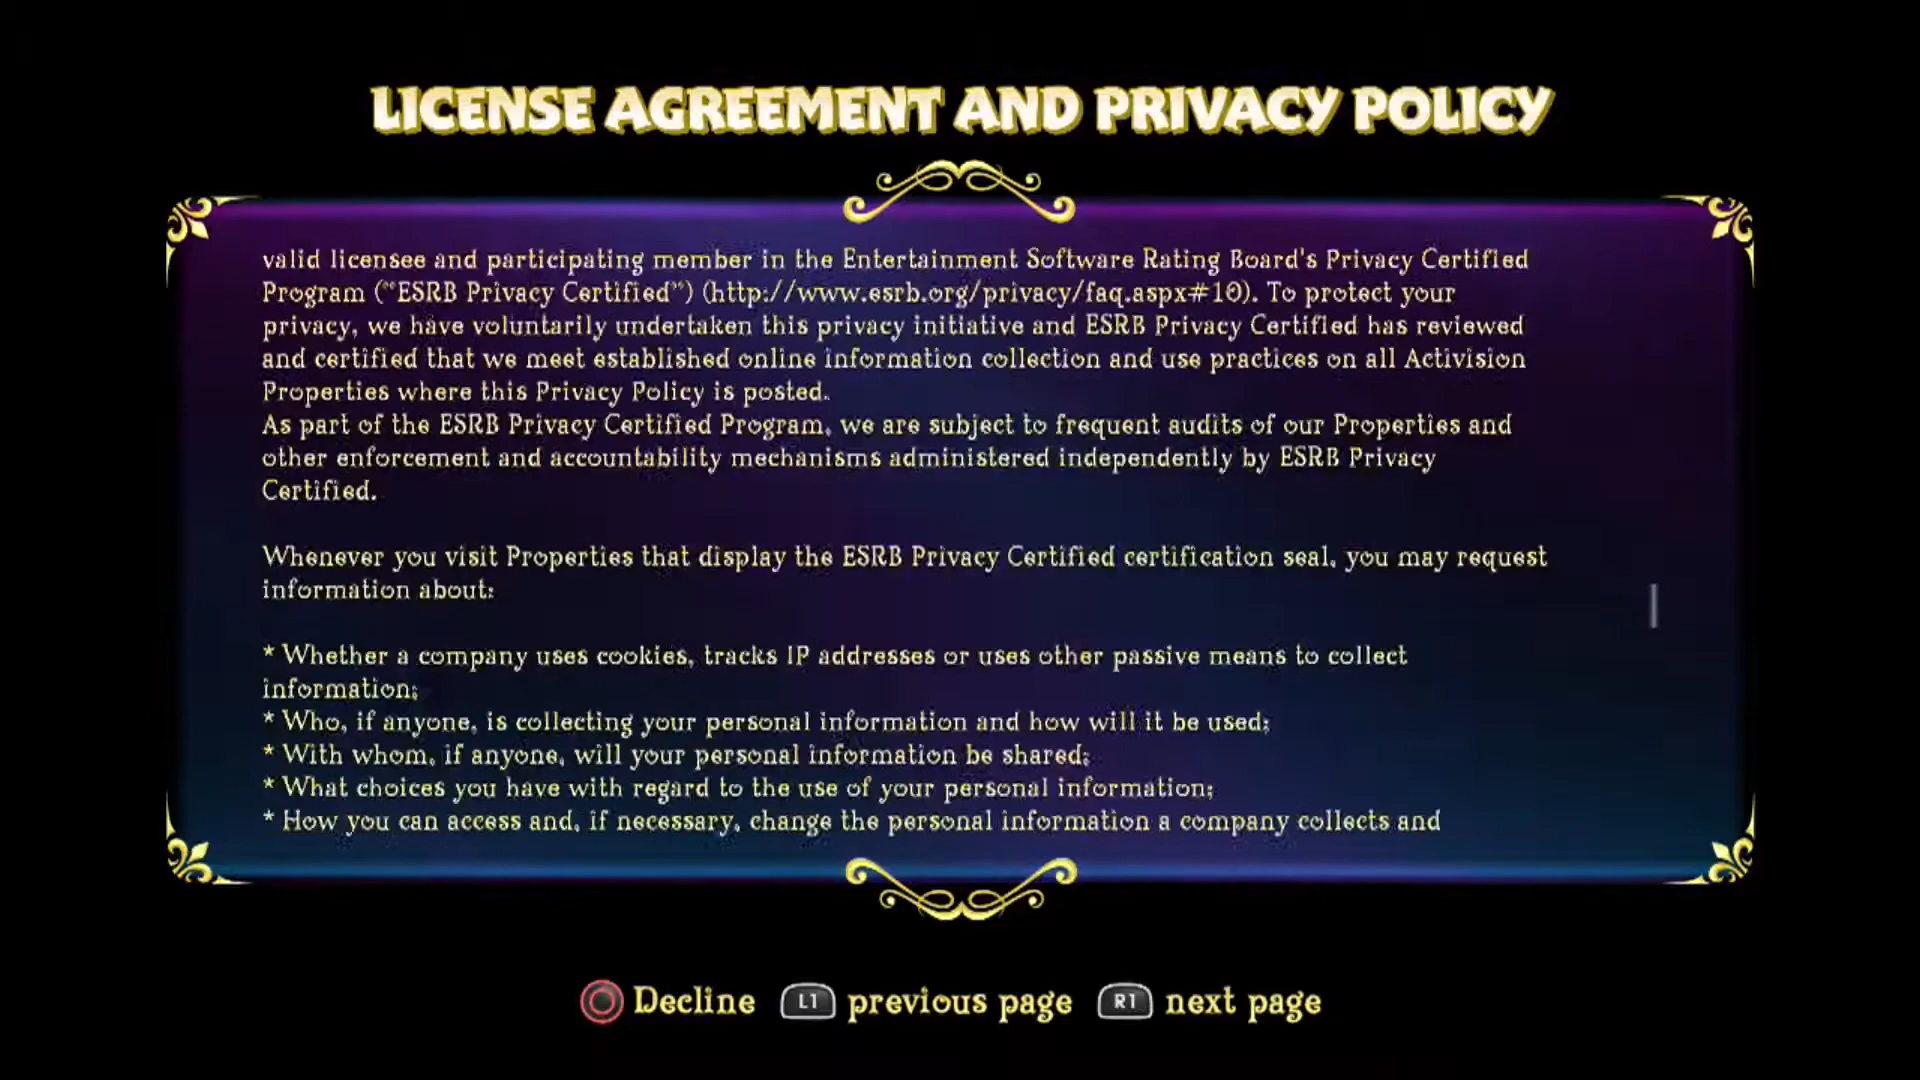 LICENSE AGREEMENT AND PRIVACY POLICY
valid licensee and participating member in the Entertainment Software Rating Board's Privacy Certified
Program ("ESRB Privacy Certified") (http://www.esrb.org/privacy/faq.aspx#10). To protect your
privacy, we have voluntarily undertaken this privacy initiative and ESRB Privacy Certified has reviewed
and certified that we meet established online information collection and use practices on all Activision
Properties where this Privacy Policy is posted.
As part of the ESRB Privacy Certified Program, we are subject to frequent audits of our Properties and
other enforcement and accountability mechanisms administered independently by ESRB Privacy
Certified.
Whenever you visit Properties that display the ESRB Privacy Certified certification seal, you may request
information about:
* Whether a company uses cookies, tracks IP addresses or uses other passive means to collect
information;
* Who, if anyone, is collecting your personal information and how will it be used;
* With whom, if anyone, will your personal information be shared;
* What choices you have with regard to the use of your personal information;
* How you can access and, if necessary, change the personal information a company collects and
Decline L1 previous page R1 next page